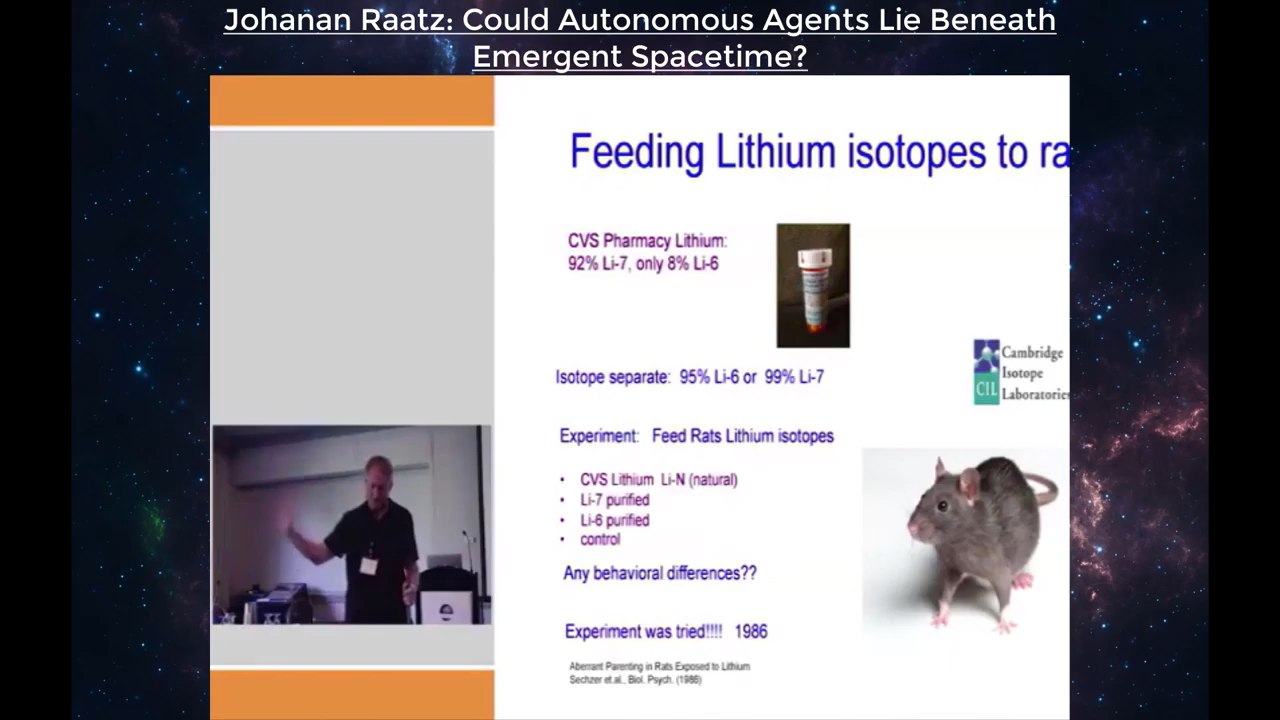 Johanan Raatz: Could Autonomous Agents Lie Beneath
Emergent Spacetime?
Feeding Lithium isotopes to ra
CVS Pharmacy Lithium:
92% Li-7, only 8% Li-6
Isotope separate: 95% Li-6 or 99% Li-7
Cambridge
Isotope
Laboratories
CIL
Experiment: Feed Rats Lithium isotopes
• CVS Lithium Li-N (natural)
• Li-7 purified
• Li-6 purified
• control
Any behavioral differences??
Experiment was tried!!!! 1986
Aberrant Parenting in Rats Exposed to Lithium
Sechzer et.al., Biol. Psych. (1986)